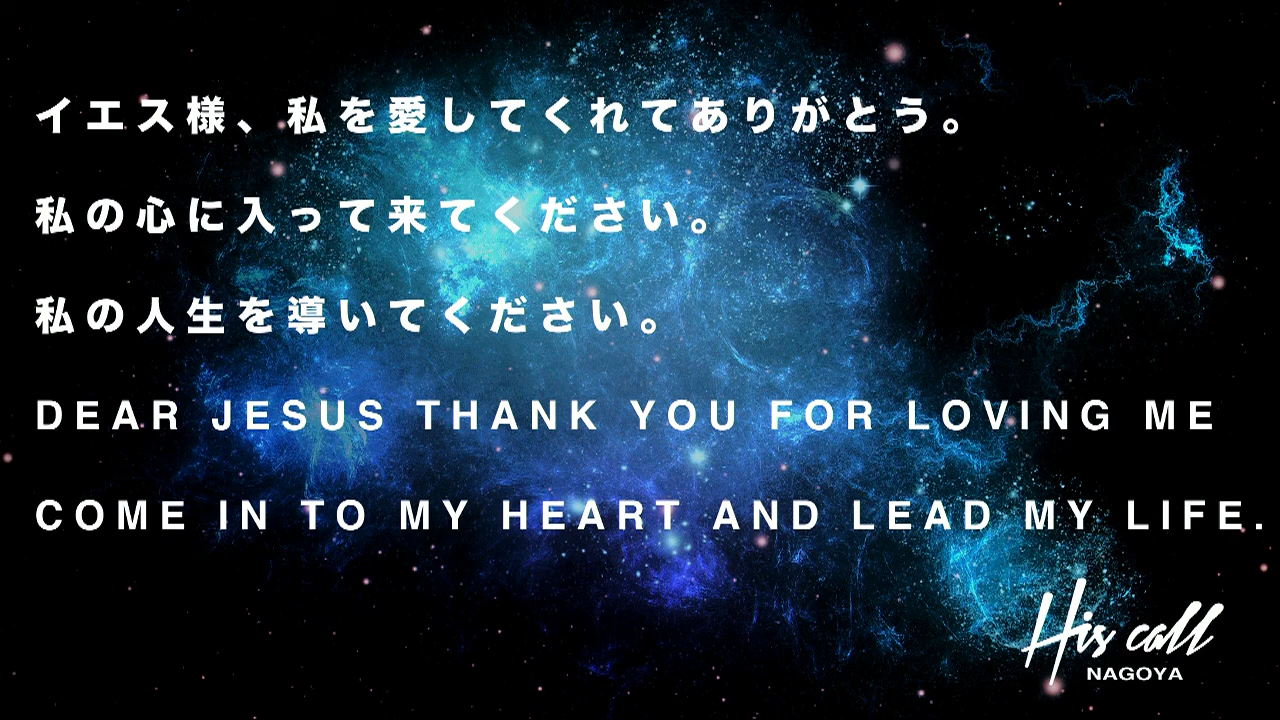 イエス様、私を愛してくれてありがとう。
私の心に入って来てください。
私の人生を導いてください。
DEAR JESUS THANK YOU FOR LOVING ME
COME IN TO MY HEART AND LEAD MY LIFE.
His call
NAGOYA